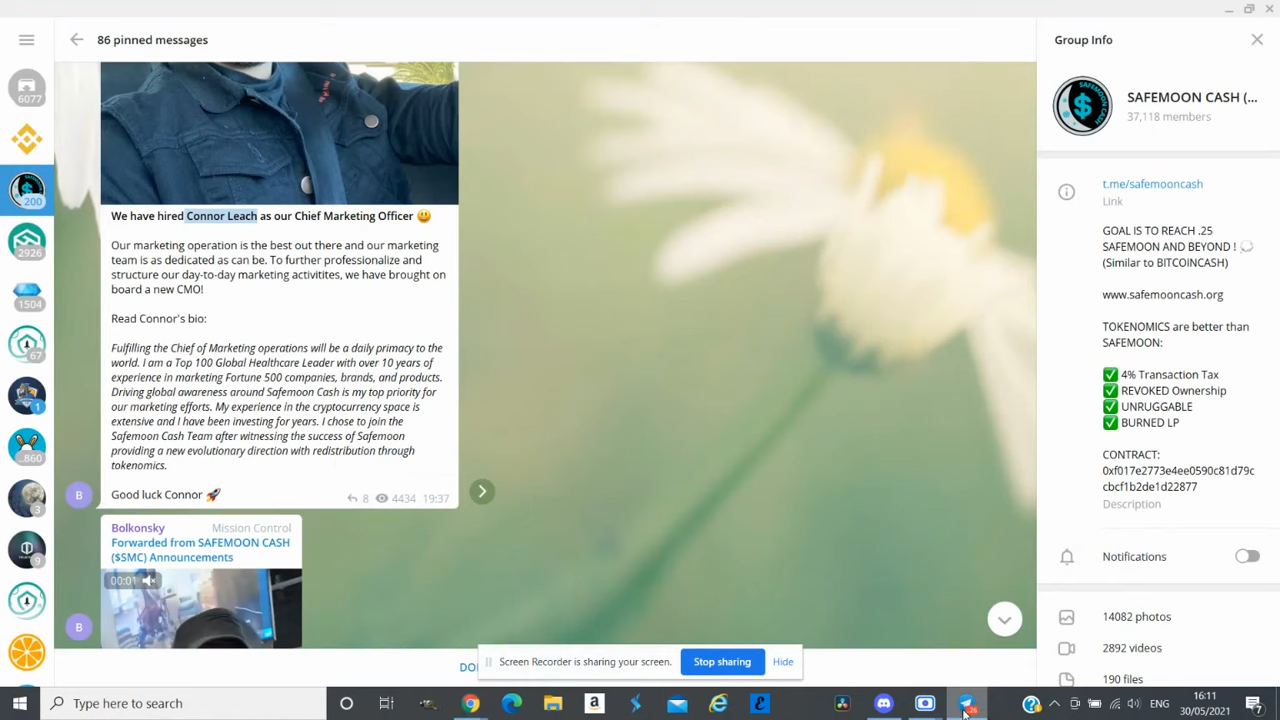 86 pinned messages
Group Info
6077
200
2926
1504
67
1
..860
3
9
SAFEMOON CASH (...
37,118 members
t.me/safemooncash
Link
GOAL IS TO REACH .25
SAFEMOON AND BEYOND !
(Similar to BITCOINCASH)
www.safemooncash.org
TOKENOMICS are better than
SAFEMOON:
✅ 4% Transaction Tax
✅ REVOKED Ownership
✅ UNRUGGABLE
✅ BURNED LP
CONTRACT:
0xf017e2773e4ee0590c81d79c
cbcf1b2de1d22877
Description
Notifications
14082 photos
2892 videos
190 files
We have hired Connor Leach as our Chief Marketing Officer 😃
Our marketing operation is the best out there and our marketing
team is as dedicated as can be. To further professionalize and
structure our day-to-day marketing activitites, we have brought on
board a new CMO!
Read Connor's bio:
Fulfilling the Chief of Marketing operations will be a daily primacy to the
world. I am a Top 100 Global Healthcare Leader with over 10 years of
experience in marketing Fortune 500 companies, brands, and products.
Driving global awareness around Safemoon Cash is my top priority for
our marketing efforts. My experience in the cryptocurrency space is
extensive and I have been investing for years. I chose to join the
Safemoon Cash Team after witnessing the success of Safemoon
providing a new evolutionary direction with redistribution through
tokenomics.
Good luck Connor 🚀
8 4434 19:37
B
Bolkonsky Mission Control
Forwarded from SAFEMOON CASH
($SMC) Announcements
00:01
B
Screen Recorder is sharing your screen. Stop sharing Hide
Type here to search
26
ENG
16:11
30/05/2021
7